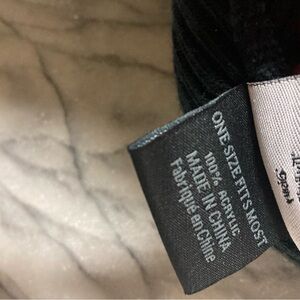 ONE SIZE FITS MOST
100% ACRYLIC
MADE IN CHINA
Fabriqué en Chine